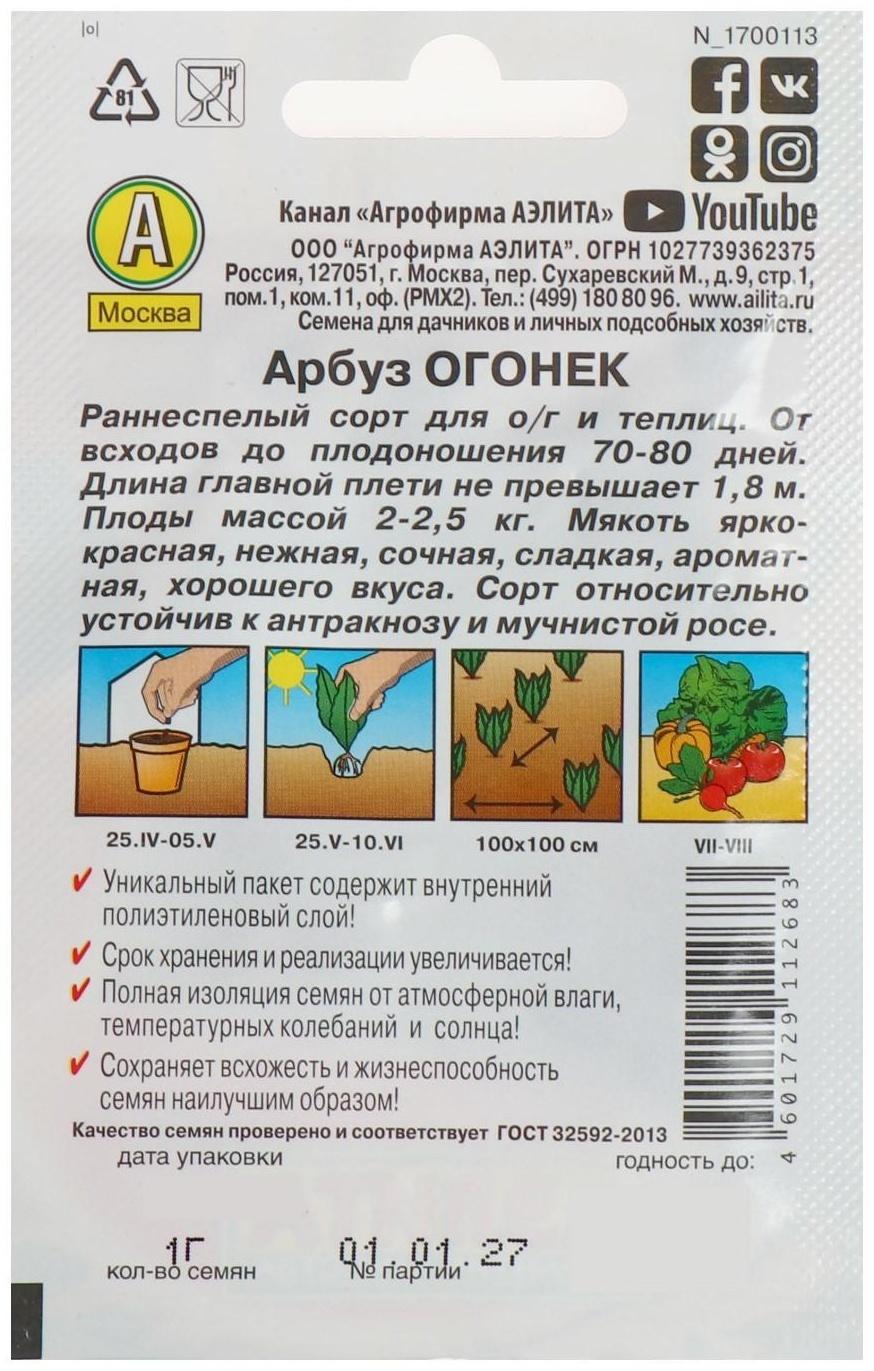 |о|
N_1700113
81
А
Москва
Канал «Агрофирма АЭЛИТА» YouTube
ООО "Агрофирма АЭЛИТА". ОГРН 1027739362375
Россия, 127051, г. Москва, пер. Сухаревский М., д.9, стр.1,
пом.1, ком.11, оф. (РМХ2). Тел.: (499) 180 80 96. www.ailita.ru
Семена для дачников и личных подсобных хозяйств.
Арбуз ОГОНЕК
Раннеспелый сорт для о/г и теплиц. От
всходов до плодоношения 70-80 дней.
Длина главной плети не превышает 1,8 м.
Плоды массой 2-2,5 кг. Мякоть ярко-
красная, нежная, сочная, сладкая, аромат-
ная, хорошего вкуса. Сорт относительно
устойчив к антракнозу и мучнистой росе.
25.IV-05.V 25.V-10.VI 100х100 см VII-VIII
Уникальный пакет содержит внутренний
полиэтиленовый слой!
Срок хранения и реализации увеличивается!
Полная изоляция семян от атмосферной влаги,
температурных колебаний и солнца!
Сохраняет всхожесть и жизнеспособность
семян наилучшим образом!
Качество семян проверено и соответствует ГОСТ 32592-2013
4 601729 112683
дата упаковки годность до:
1Г 01.01.27
кол-во семян № партии